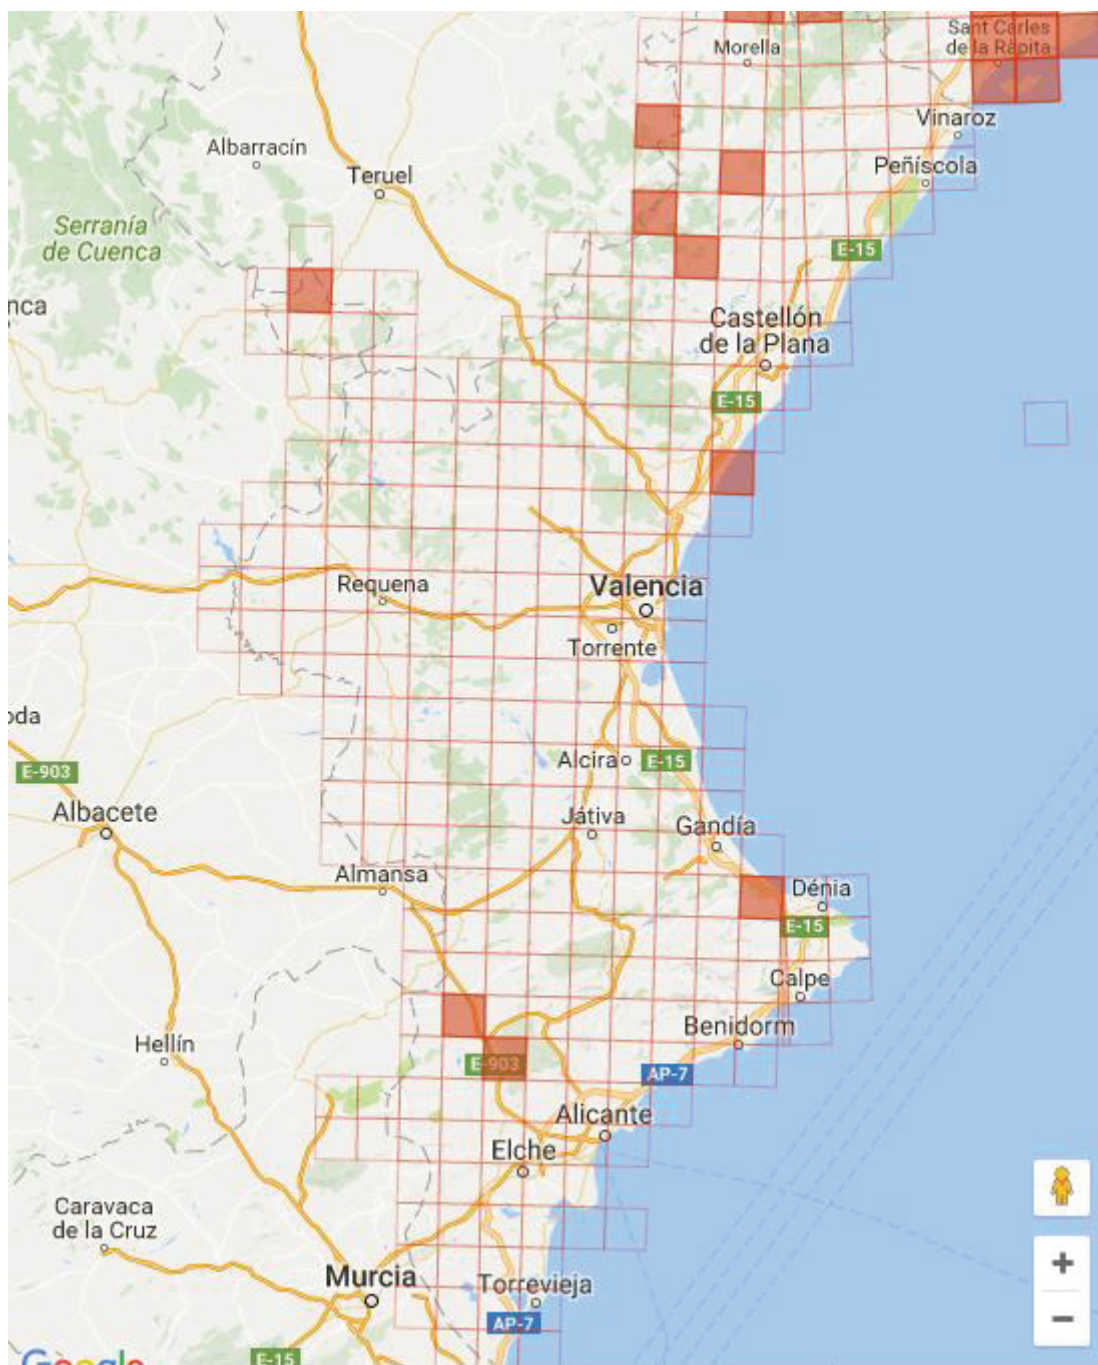 Sant Carles
de la Ràpita
Morella
Vinaroz
Albarracín
Teruel
Peñíscola
Serranía
de Cuenca
E-15
nca
Castellón
de la Plana
E-15
Requena
Valencia
Torrente
oda
E-903
Alcira
E-15
Albacete
Játiva
Gandía
Almansa
Dénia
E-15
Calpe
Benidorm
Hellín
E-903
AP-7
Alicante
Elche
Caravaca
de la Cruz
+
Murcia
Torrevieja
−
AP-7
Google
E-15